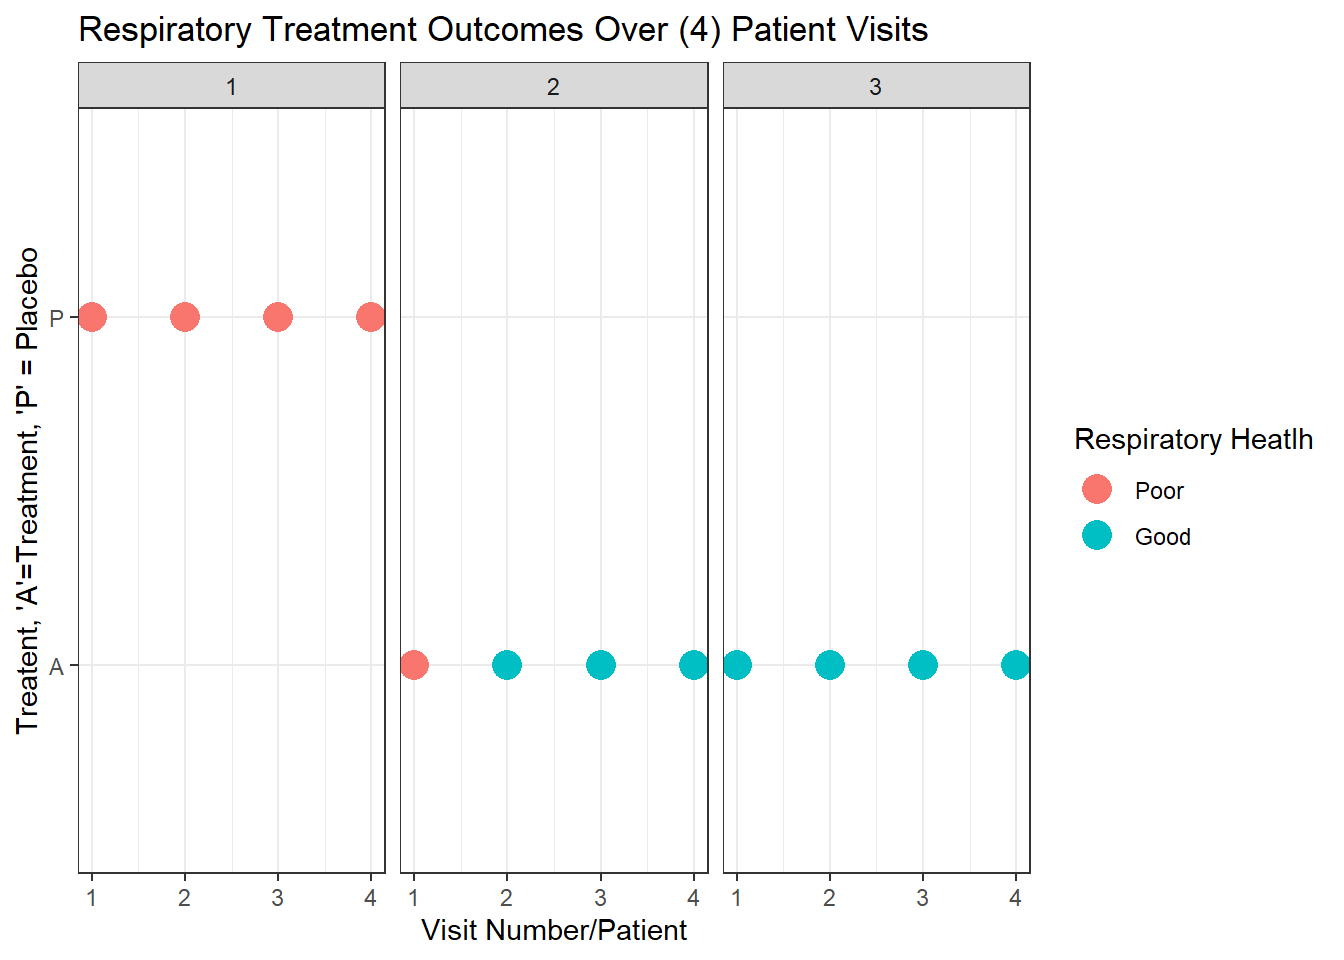 Respiratory Treatment Outcomes Over (4) Patient Visits
1 2 3
Treatent, 'A'=Treatment, 'P' = Placebo
P
A
1 2 3 4 1 2 3 4 1 2 3 4
Visit Number/Patient
Respiratory Heatlh
Poor
Good